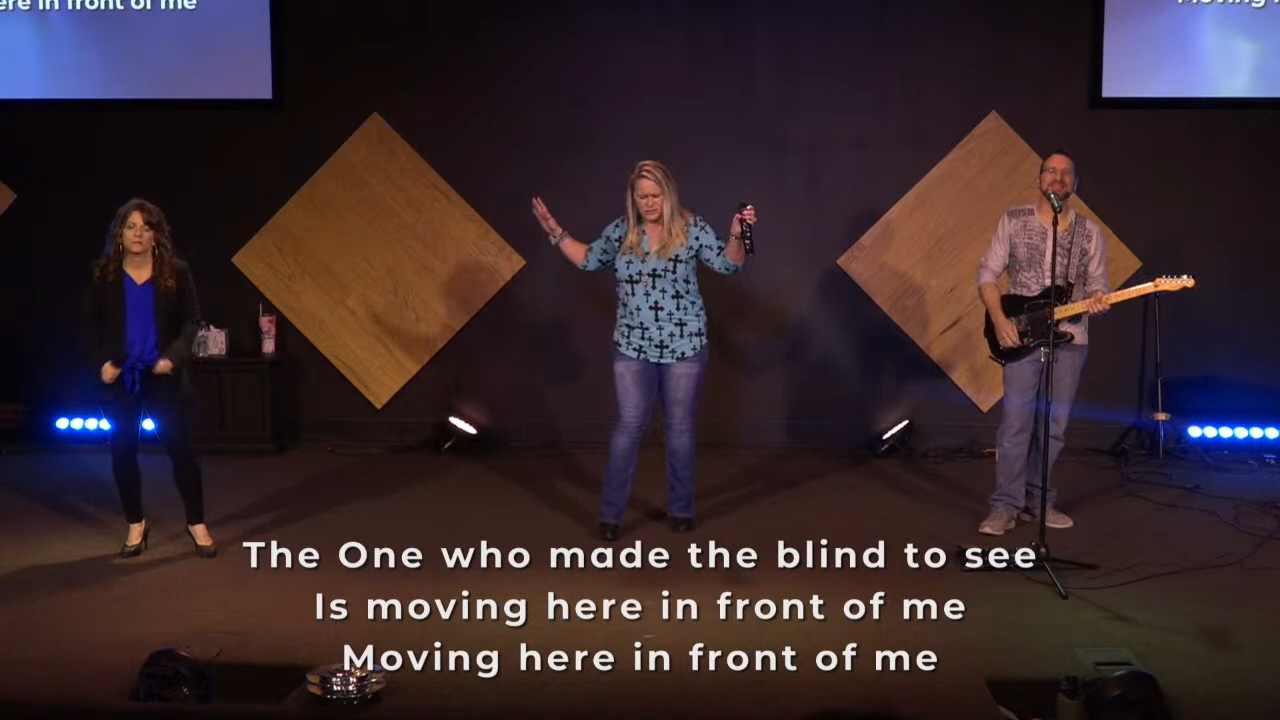 ere in front of me
Moving
The One who made the blind to see
Is moving here in front of me
Moving here in front of me